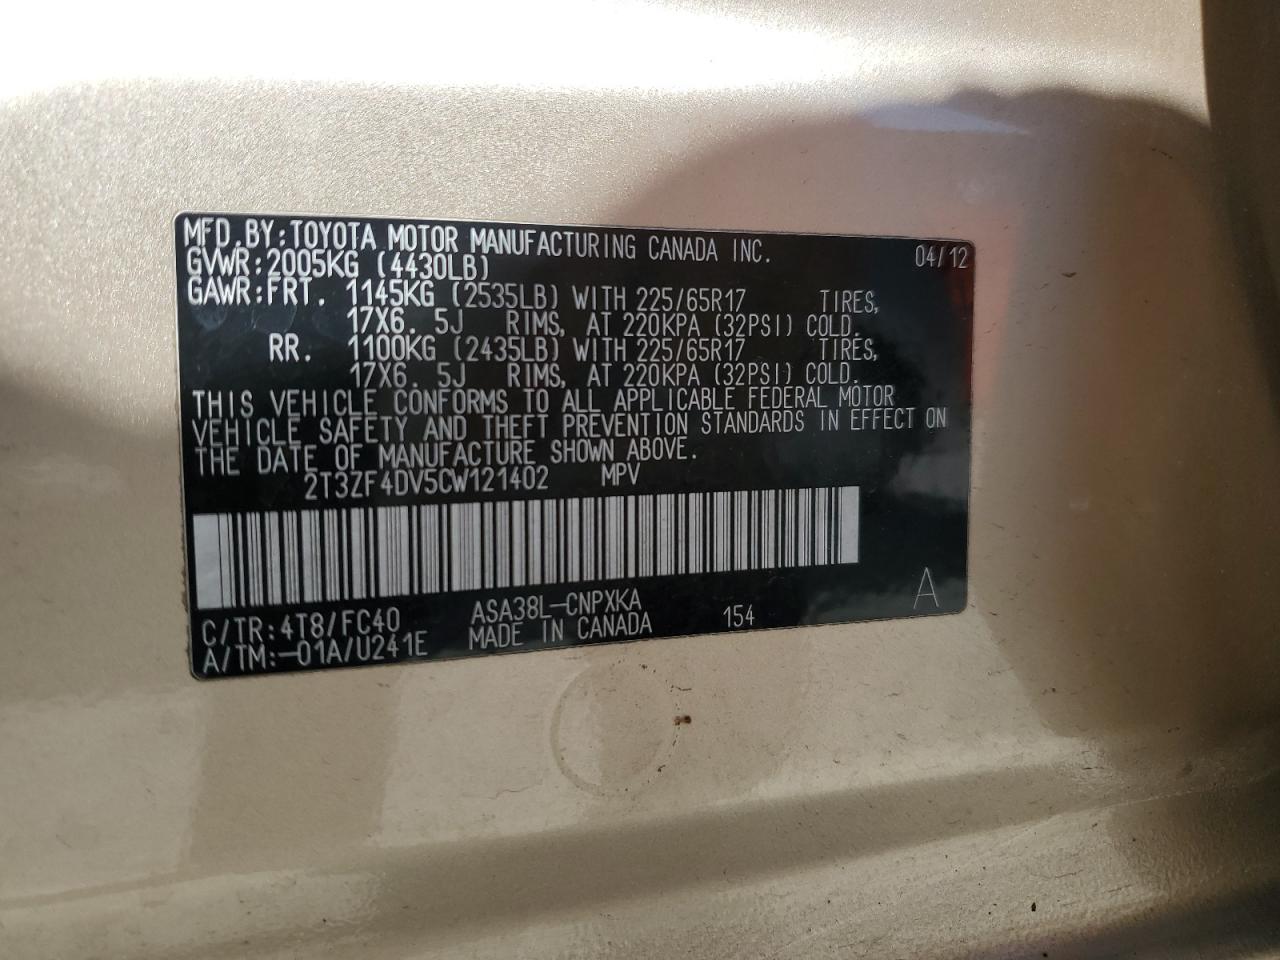 MFD.BY:TOYOTA MOTOR MANUFACTURING CANADA INC. 04/12
GVWR:2005KG (4430LB)
GAWR:FRT. 1145KG (2535LB) WITH 225/65R17 TIRES,
17X6. 5J RIMS, AT 220KPA (32PSI) COLD.
RR. 1100KG (2435LB) WITH 225/65R17 TIRES,
17X6. 5J RIMS, AT 220KPA (32PSI) COLD.
THIS VEHICLE CONFORMS TO ALL APPLICABLE FEDERAL MOTOR
VEHICLE SAFETY AND THEFT PREVENTION STANDARDS IN EFFECT ON
THE DATE OF MANUFACTURE SHOWN ABOVE.
2T3ZF4DV5CW121402 MPV
C/TR:4T8/FC40 ASA38L-CNPXKA 154 A
A/TM:-01A/U241E MADE IN CANADA